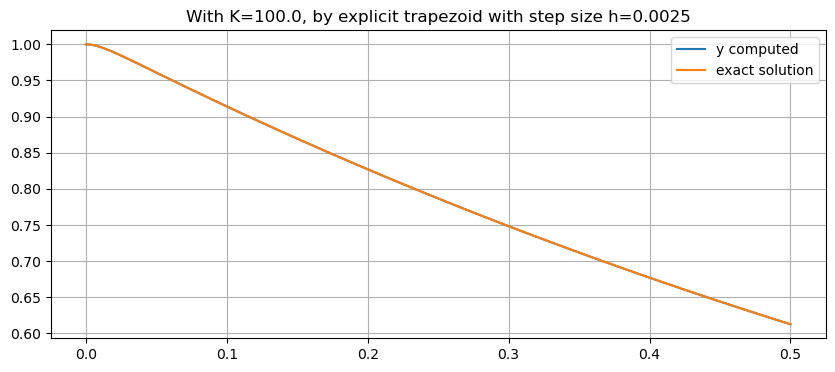 With K=100.0, by explicit trapezoid with step size h=0.0025
y computed
exact solution
1.00
0.95
0.90
0.85
0.80
0.75
0.70
0.65
0.60
0.0 0.1 0.2 0.3 0.4 0.5